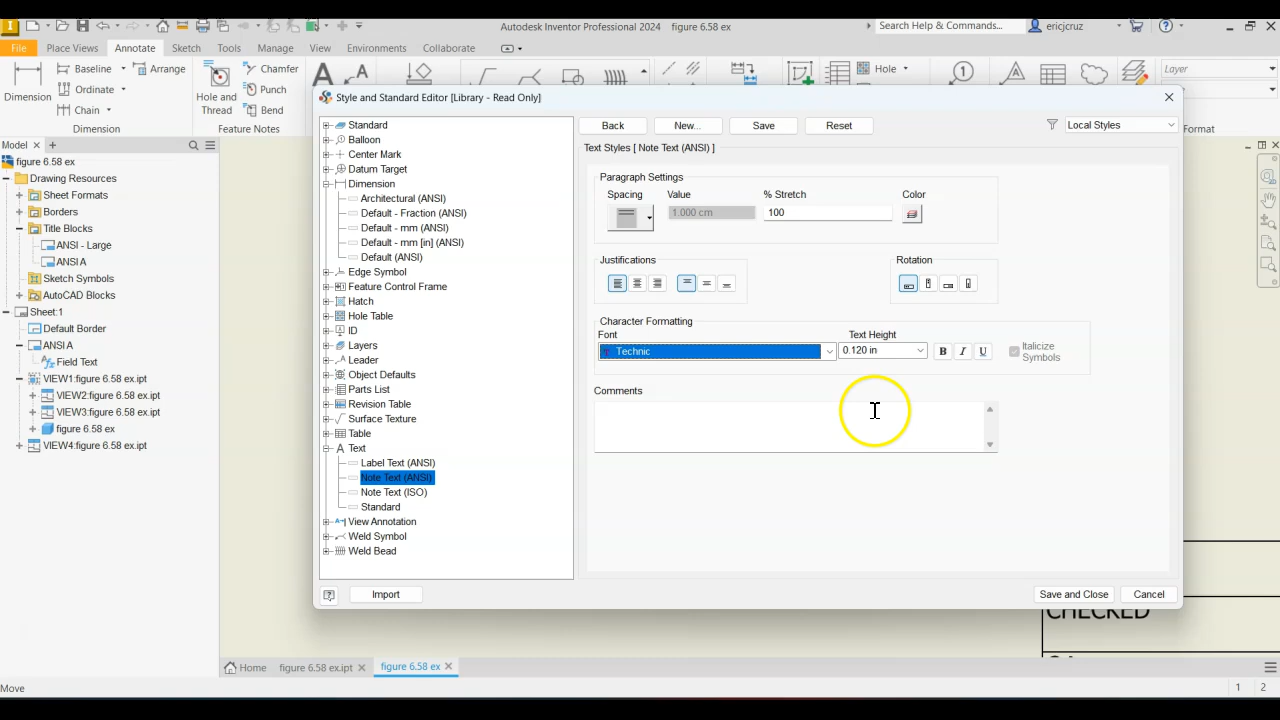 Autodesk Inventor Professional 2024 figure 6.58 ex
Search Help & Commands...
ericjcruz
File Place Views Annotate Sketch Tools Manage View Environments Collaborate
Dimension
Baseline
Arrange
Ordinate
Chain
Dimension
Hole and
Thread
Chamfer
Punch
Bend
Feature Notes
Hole
Layer
Format
Style and Standard Editor [Library - Read Only]
Back New... Save Reset
Local Styles
Model
figure 6.58 ex
Drawing Resources
Sheet Formats
Borders
Title Blocks
ANSI - Large
ANSI A
Sketch Symbols
AutoCAD Blocks
Sheet:1
Default Border
ANSI A
Field Text
VIEW1:figure 6.58 ex.ipt
VIEW2:figure 6.58 ex.ipt
VIEW3:figure 6.58 ex.ipt
figure 6.58 ex
VIEW4:figure 6.58 ex.ipt
Standard
Balloon
Center Mark
Datum Target
Dimension
Architectural (ANSI)
Default - Fraction (ANSI)
Default - mm (ANSI)
Default - mm [in] (ANSI)
Default (ANSI)
Edge Symbol
Feature Control Frame
Hatch
Hole Table
ID
Layers
Leader
Object Defaults
Parts List
Revision Table
Surface Texture
Table
Text
Label Text (ANSI)
Note Text (ANSI)
Note Text (ISO)
Standard
View Annotation
Weld Symbol
Weld Bead
Text Styles [ Note Text (ANSI) ]
Paragraph Settings
Spacing Value % Stretch Color
1.000 cm 100
Justifications
Rotation
Character Formatting
Font Text Height
Technic 0.120 in B I U
Italicize
Symbols
Comments
Import
Save and Close Cancel
CHECKED
Home figure 6.58 ex.ipt figure 6.58 ex
Move
1 2